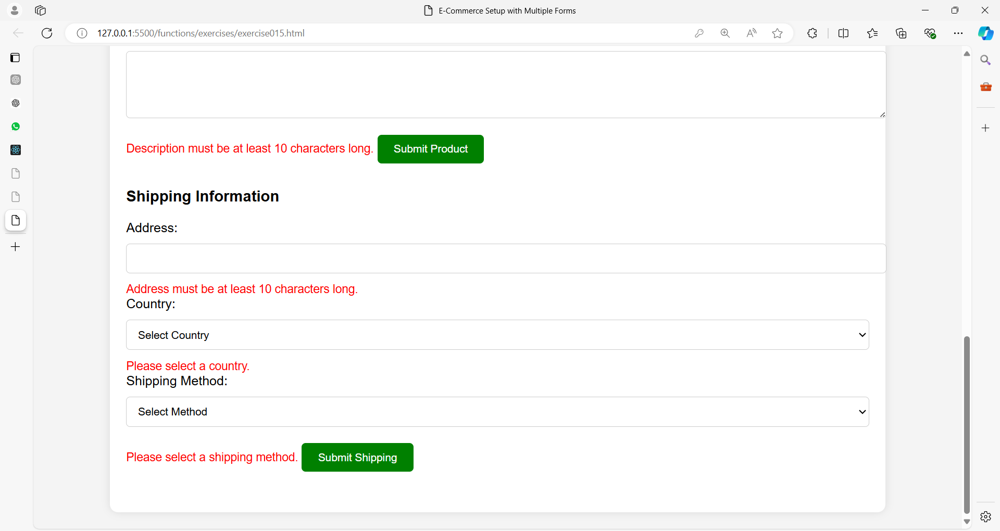 E-Commerce Setup with Multiple Forms
127.0.0.1:5500/functions/exercises/exercise015.html
Description must be at least 10 characters long. Submit Product
Shipping Information
Address:
Address must be at least 10 characters long.
Country:
Select Country
Please select a country.
Shipping Method:
Select Method
Please select a shipping method. Submit Shipping